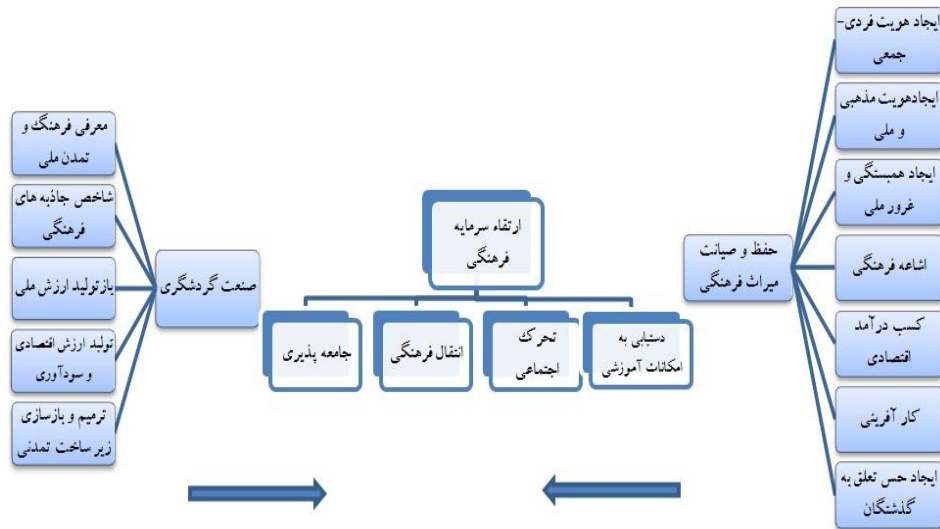 ایجاد هویت فردی-
جمعی
ایجادهویت مذهبی
و ملی
ایجاد همبستگی و
غرور ملی
اشاعه فرهنگی
کسب درآمد
اقتصادی
کار آفرینی
ایجاد حس تعلق به
گذشتگان
حفظ و صیانت
میراث فرهنگی
ارتقاء سرمایه
فرهنگی
دستیابی به
امکانات آموزشی
تحرک
اجتماعی
انتقال فرهنگی
جامعه پذیری
صنعت گردشگری
معرفی فرهنگ و
تمدن ملی
شاخص جاذبه های
فرهنگی
بازتولید ارزش ملی
تولید ارزش اقتصادی
و سودآوری
ترمیم و بازسازی
زیر ساخت تمدنی